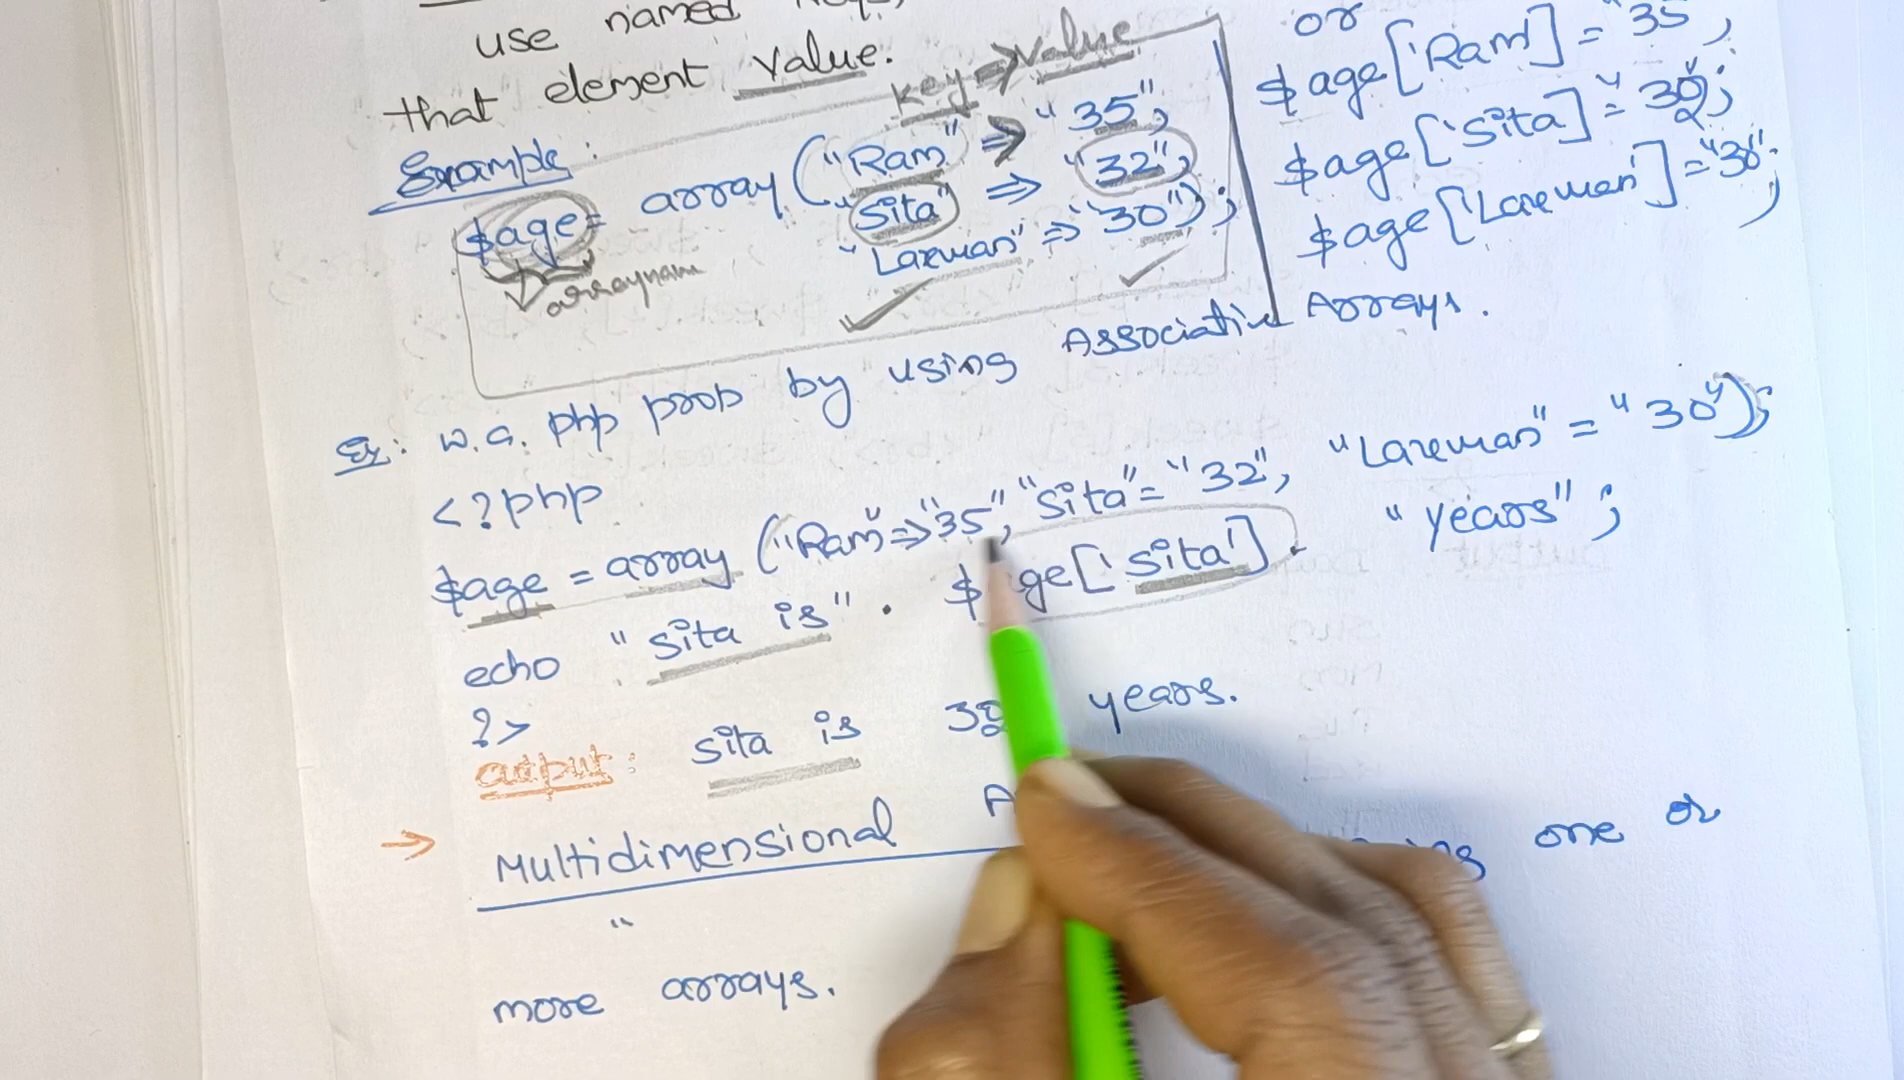 use named
that element value.
key => value
Example:
$age = array("Ram" => "35",
"Sita" => "32",
"Laxman" => "30");
arrayname
or
$age['Ram'] = "35",
$age['Sita] = "32";
$age['Laxman'] = "30";
Ex: w.a. php prop by using Associative Arrays.
<?php
$age = array ("Ram" => "35", "Sita" = "32", "Laxman" = "30");
echo "Sita is" . $age['Sita']. "years";
?>
output: Sita is years.
→ Multidimensional one or
"
more arrays.